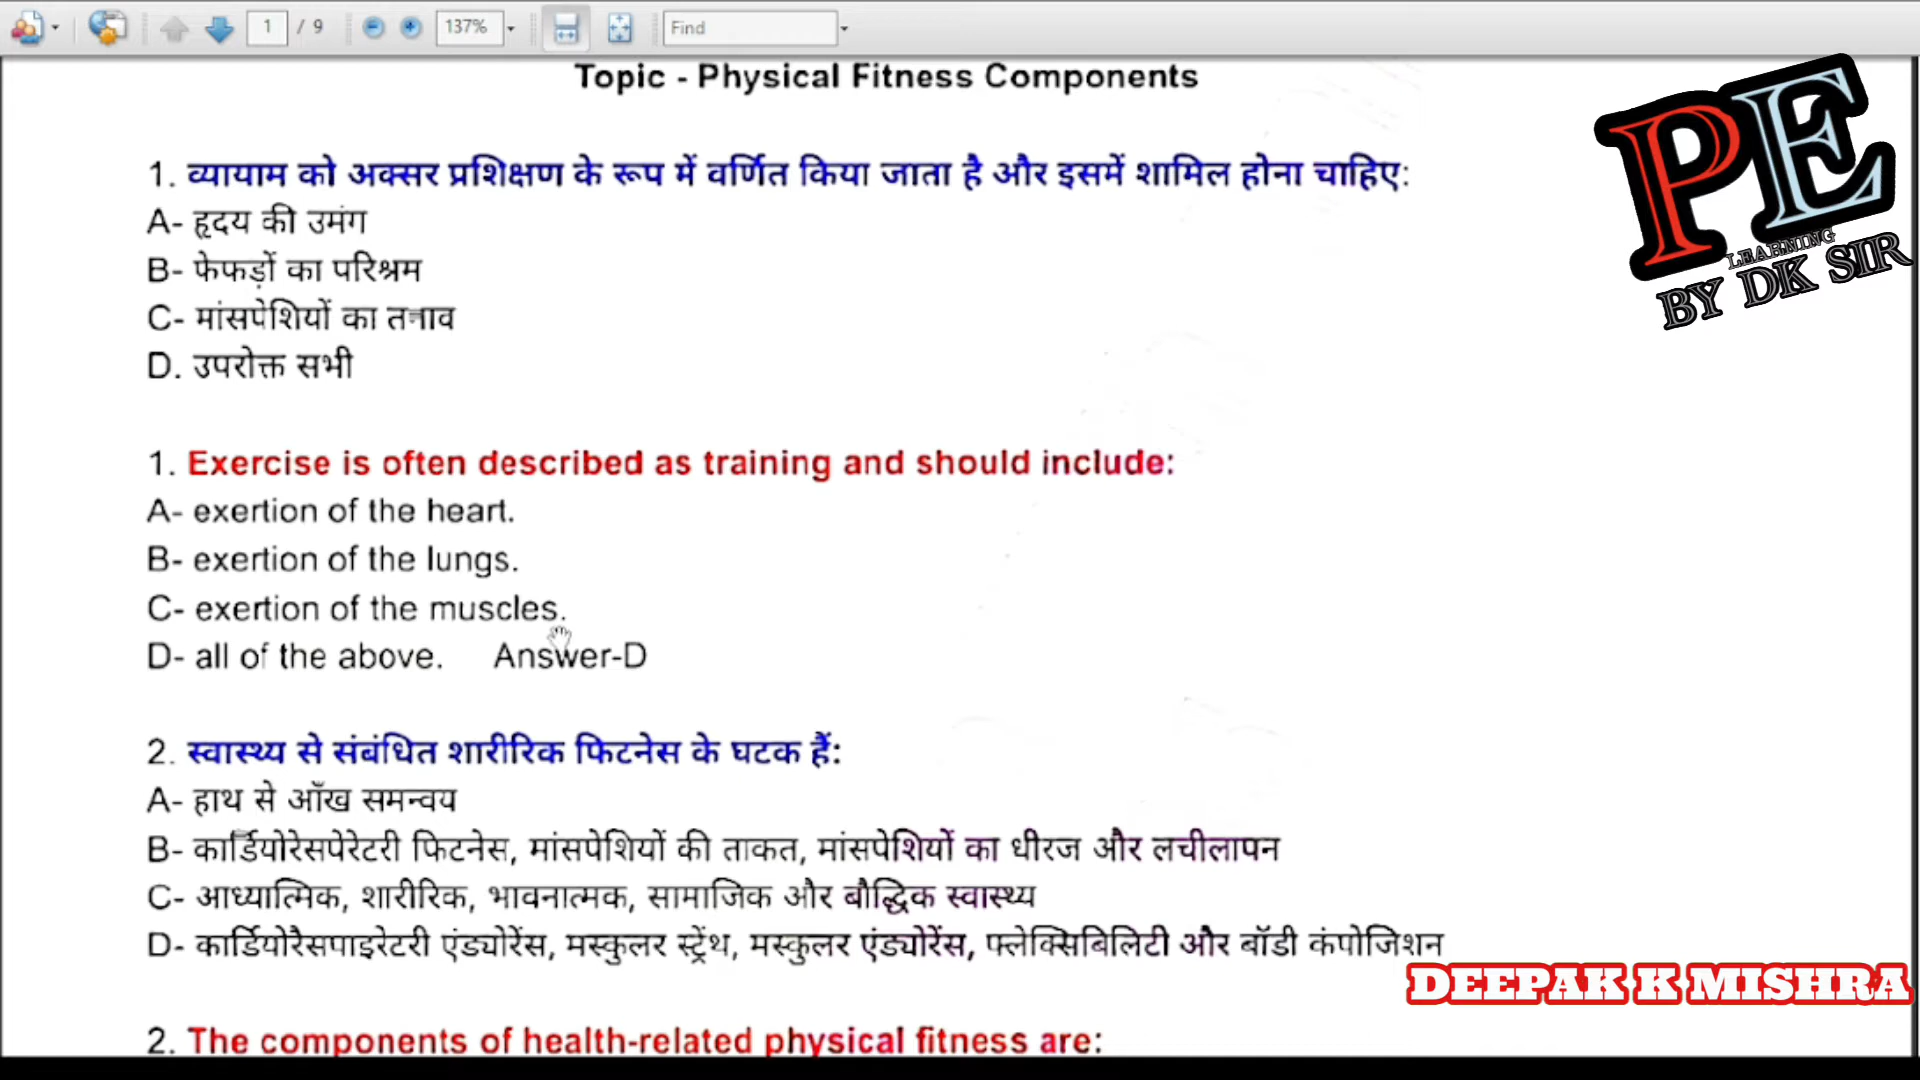 1 / 9 137% Find
Topic - Physical Fitness Components
1. व्यायाम को अक्सर प्रशिक्षण के रूप में वर्णित किया जाता है और इसमें शामिल होना चाहिए:
A- हृदय की उमंग
B- फेफड़ों का परिश्रम
C- मांसपेशियों का तनाव
D. उपरोक्त सभी
1. Exercise is often described as training and should include:
A- exertion of the heart.
B- exertion of the lungs.
C- exertion of the muscles.
D- all of the above. Answer-D
2. स्वास्थ्य से संबंधित शारीरिक फिटनेस के घटक हैं:
A- हाथ से आँख समन्वय
B- कार्डियोरेसपेरेटरी फिटनेस, मांसपेशियों की ताकत, मांसपेशियों का धीरज और लचीलापन
C- आध्यात्मिक, शारीरिक, भावनात्मक, सामाजिक और बौद्धिक स्वास्थ्य
D- कार्डियोरैसपाइरेटरी एंड्योरेंस, मस्कुलर स्ट्रेंथ, मस्कुलर एंड्योरेंस, फ्लेक्सिबिलिटी और बॉडी कंपोजिशन
2. The components of health-related physical fitness are:
PE
LEARNING
BY DK SIR
DEEPAK K MISHRA